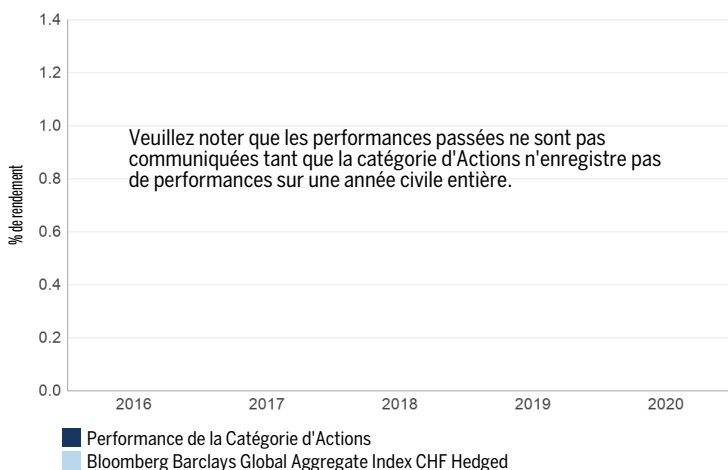 1.4
1.2
1.0
0.8
0.6
0.4
0.2
0.0
% de rendement
Veuillez noter que les performances passées ne sont pas
communiquées tant que la catégorie d'Actions n'enregistre pas
de performances sur une année civile entière.
2016 2017 2018 2019 2020
Performance de la Catégorie d'Actions
Bloomberg Barclays Global Aggregate Index CHF Hedged